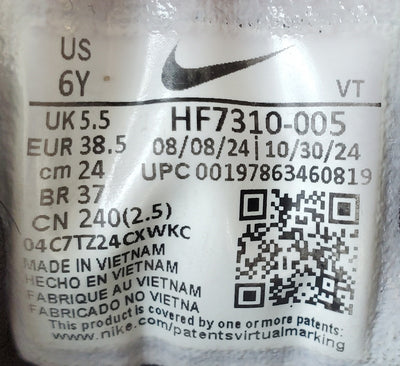 US
6Y
VT
UK 5.5
EUR 38.5
cm 24
BR 37
CN 240(2.5)
HF7310-005
08/08/24 | 10/30/24
UPC 00197863460819
04C7TZ24CXWKC
MADE IN VIETNAM
HECHO EN VIETNAM
FABRIQUE AU VIETNAM
FABRICADO NO VIETNA
This product is covered by one or more patents:
www.nike.com/patentsvirtualmarking